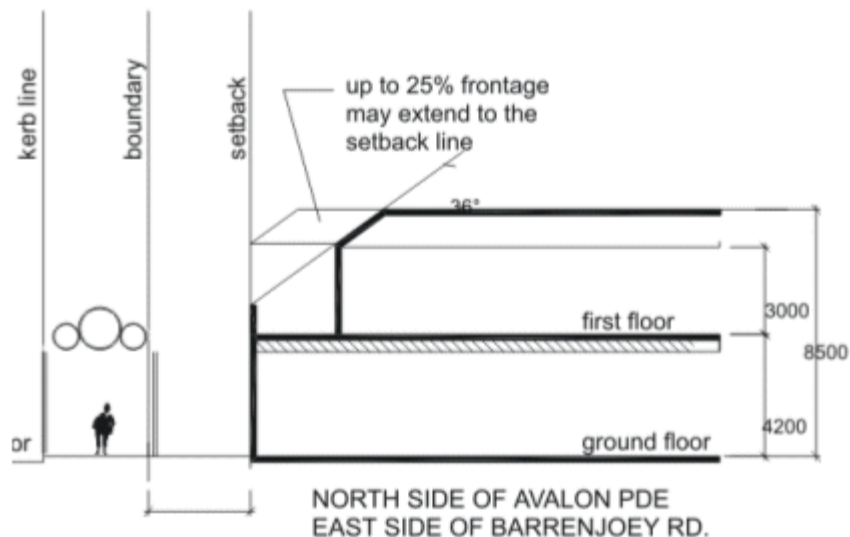 kerb line
boundary
setback
up to 25% frontage
may extend to the
setback line
36°
first floor
3000
8500
4200
ground floor
or
NORTH SIDE OF AVALON PDE
EAST SIDE OF BARRENJOEY RD.